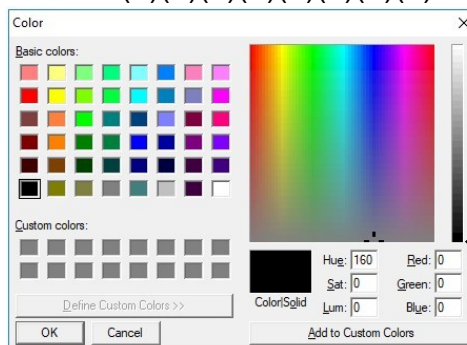 Color
Basic colors:
Custom colors:
Define Custom Colors >>
OK Cancel
Color|Solid
Hue: 160 Red: 0
Sat: 0 Green: 0
Lum: 0 Blue: 0
Add to Custom Colors